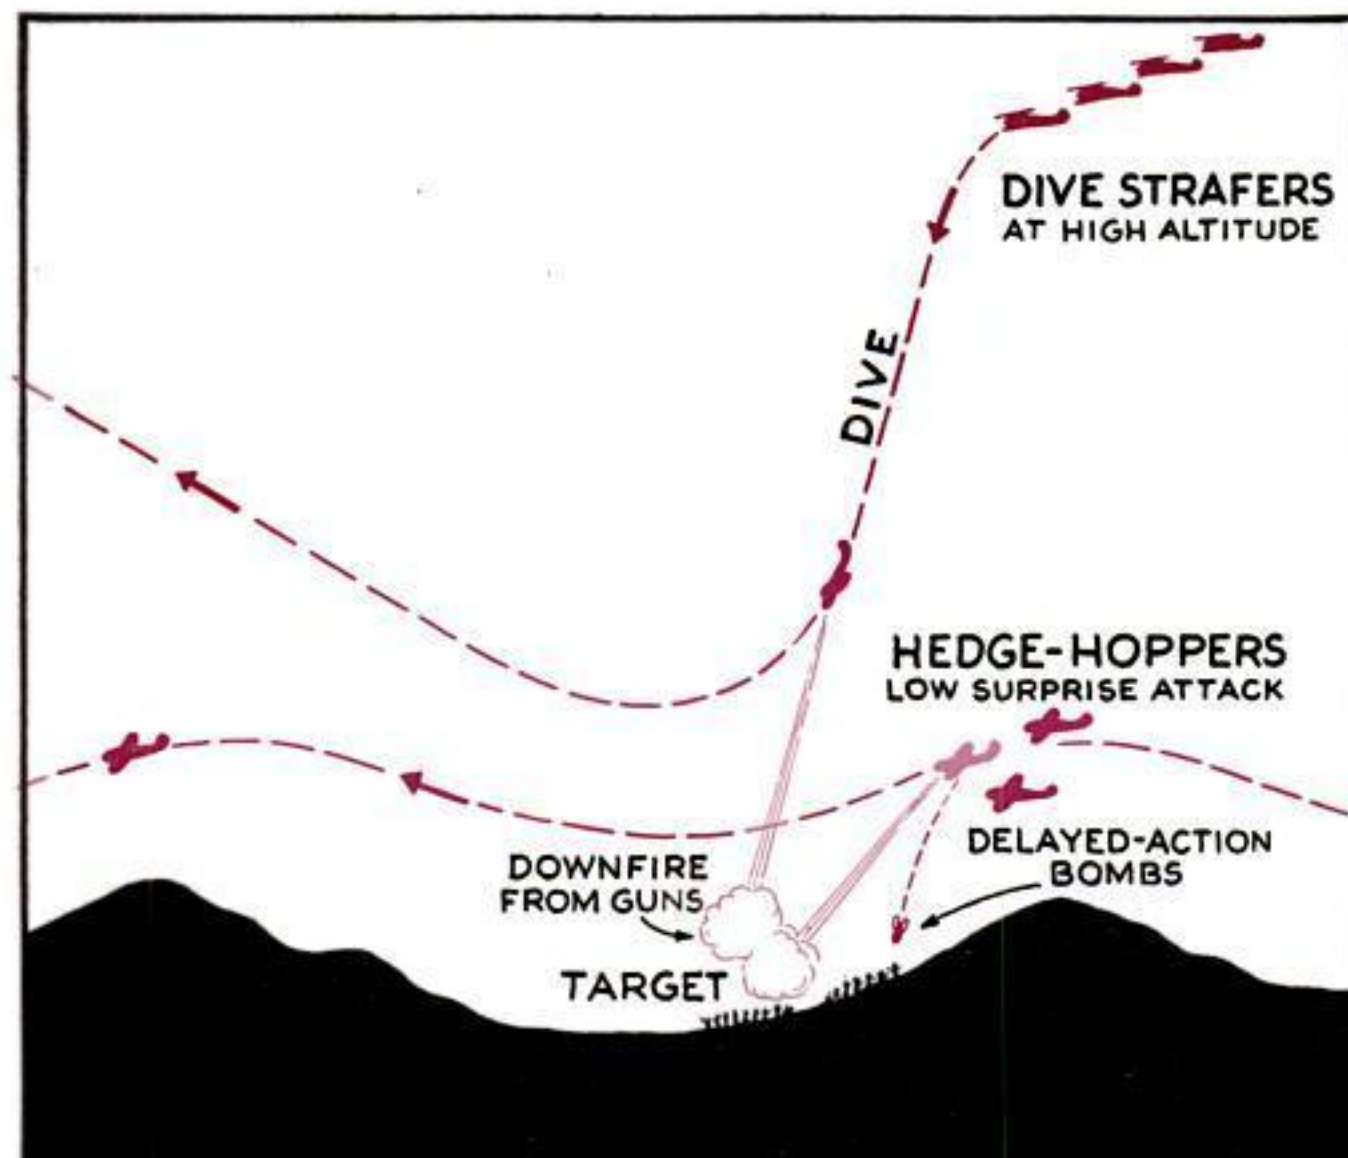 DIVE STRAFERS
AT HIGH ALTITUDE
DIVE
HEDGE-HOPPERS
LOW SURPRISE ATTACK
DOWNFIRE
FROM GUNS
DELAYED-ACTION
BOMBS
TARGET